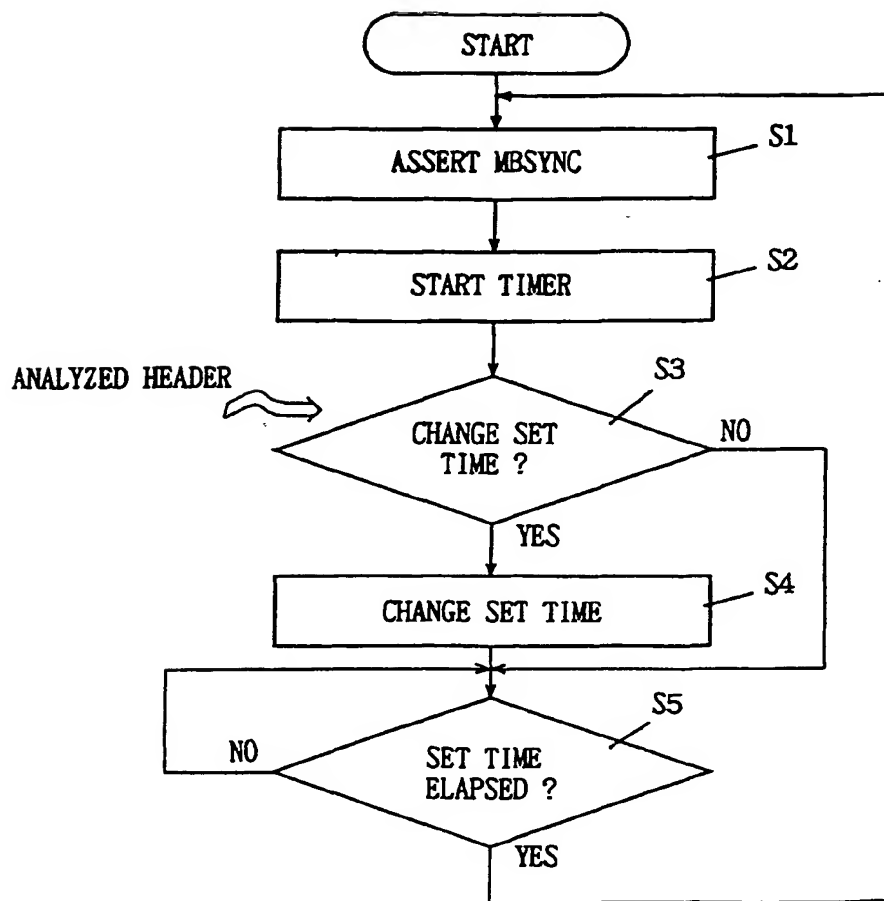 START
ASSERT MBSYNC
S1
START TIMER
S2
ANALYZED HEADER
S3
CHANGE SET
TIME ?
NO
YES
CHANGE SET TIME
S4
S5
NO
SET TIME
ELAPSED ?
YES